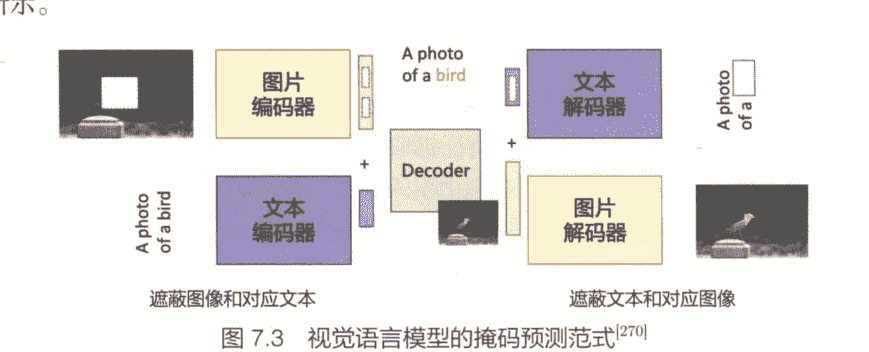 所示。
图片
编码器
A photo
of a bird
文本
解码器
A photo
of a
+
Decoder
+
A photo
of a bird
文本
编码器
图片
解码器
遮蔽图像和对应文本
遮蔽文本和对应图像
图 7.3 视觉语言模型的掩码预测范式[270]